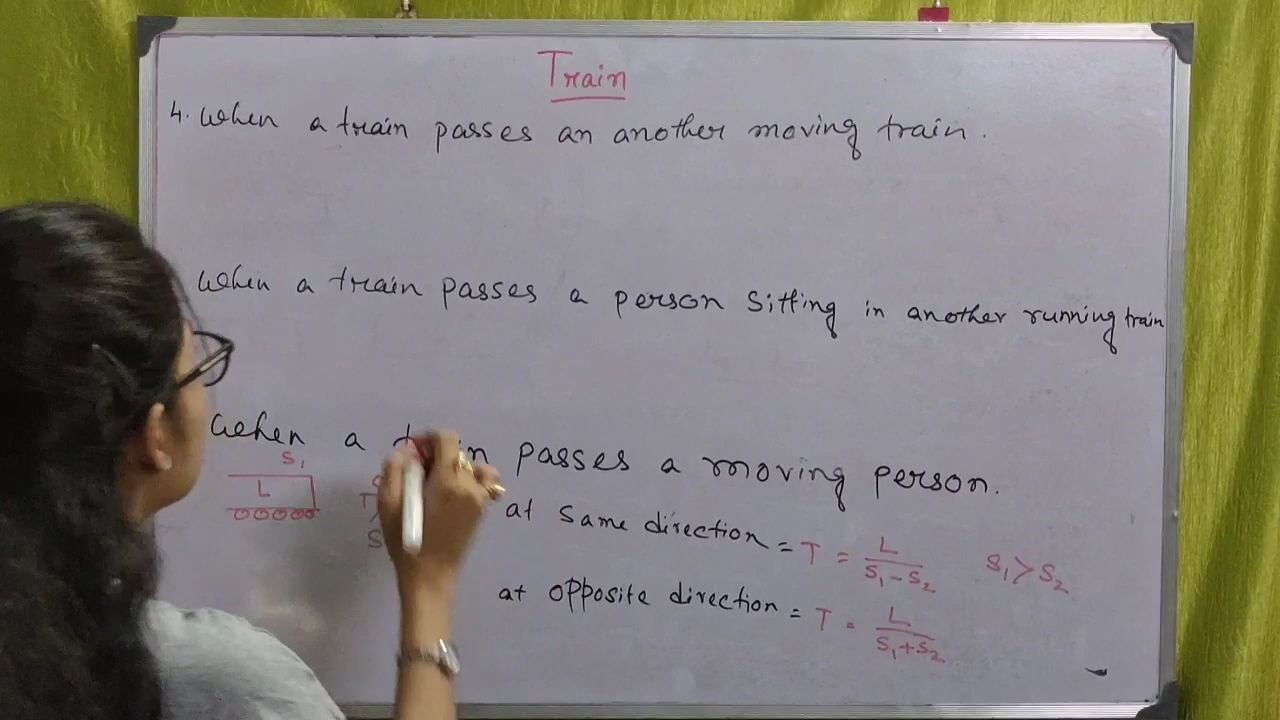 Train
4. When a train passes an another moving train.
When a train passes a person sitting in another running train
When a passes a moving person.
S1
L
at same direction = T = L / S1 - S2 S1 > S2
at opposite direction = T = L / S1 + S2